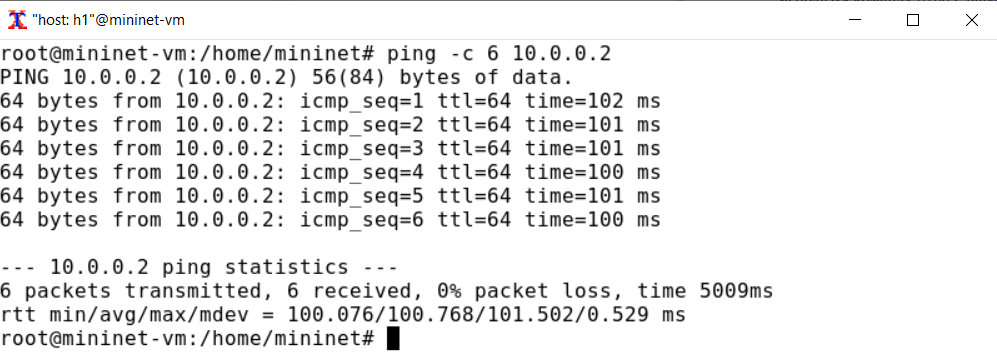 "host: h1"@mininet-vm
root@mininet-vm:/home/mininet# ping -c 6 10.0.0.2
PING 10.0.0.2 (10.0.0.2) 56(84) bytes of data.
64 bytes from 10.0.0.2: icmp_seq=1 ttl=64 time=102 ms
64 bytes from 10.0.0.2: icmp_seq=2 ttl=64 time=101 ms
64 bytes from 10.0.0.2: icmp_seq=3 ttl=64 time=101 ms
64 bytes from 10.0.0.2: icmp_seq=4 ttl=64 time=100 ms
64 bytes from 10.0.0.2: icmp_seq=5 ttl=64 time=101 ms
64 bytes from 10.0.0.2: icmp_seq=6 ttl=64 time=100 ms
--- 10.0.0.2 ping statistics ---
6 packets transmitted, 6 received, 0% packet loss, time 5009ms
rtt min/avg/max/mdev = 100.076/100.768/101.502/0.529 ms
root@mininet-vm:/home/mininet#